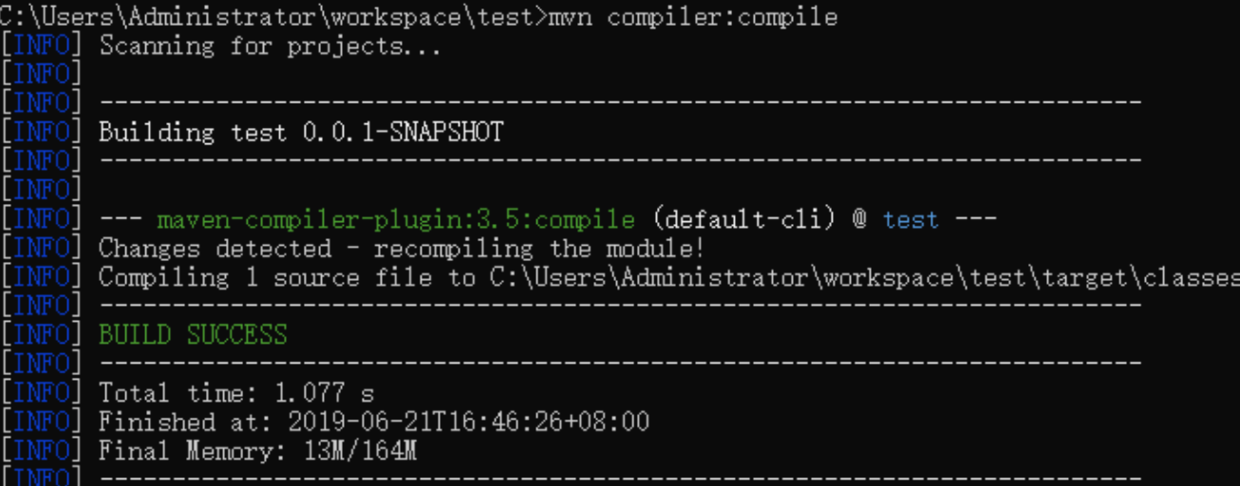 C:\Users\Administrator\workspace\test>mvn compiler:compile
[INFO] Scanning for projects...
[INFO]
[INFO] ------------------------------------------------------------------------
[INFO] Building test 0.0.1-SNAPSHOT
[INFO] ------------------------------------------------------------------------
[INFO]
[INFO] --- maven-compiler-plugin:3.5:compile (default-cli) @ test ---
[INFO] Changes detected - recompiling the module!
[INFO] Compiling 1 source file to C:\Users\Administrator\workspace\test\target\classes
[INFO] ------------------------------------------------------------------------
[INFO] BUILD SUCCESS
[INFO] ------------------------------------------------------------------------
[INFO] Total time: 1.077 s
[INFO] Finished at: 2019-06-21T16:46:26+08:00
[INFO] Final Memory: 13M/164M
[INFO] ------------------------------------------------------------------------